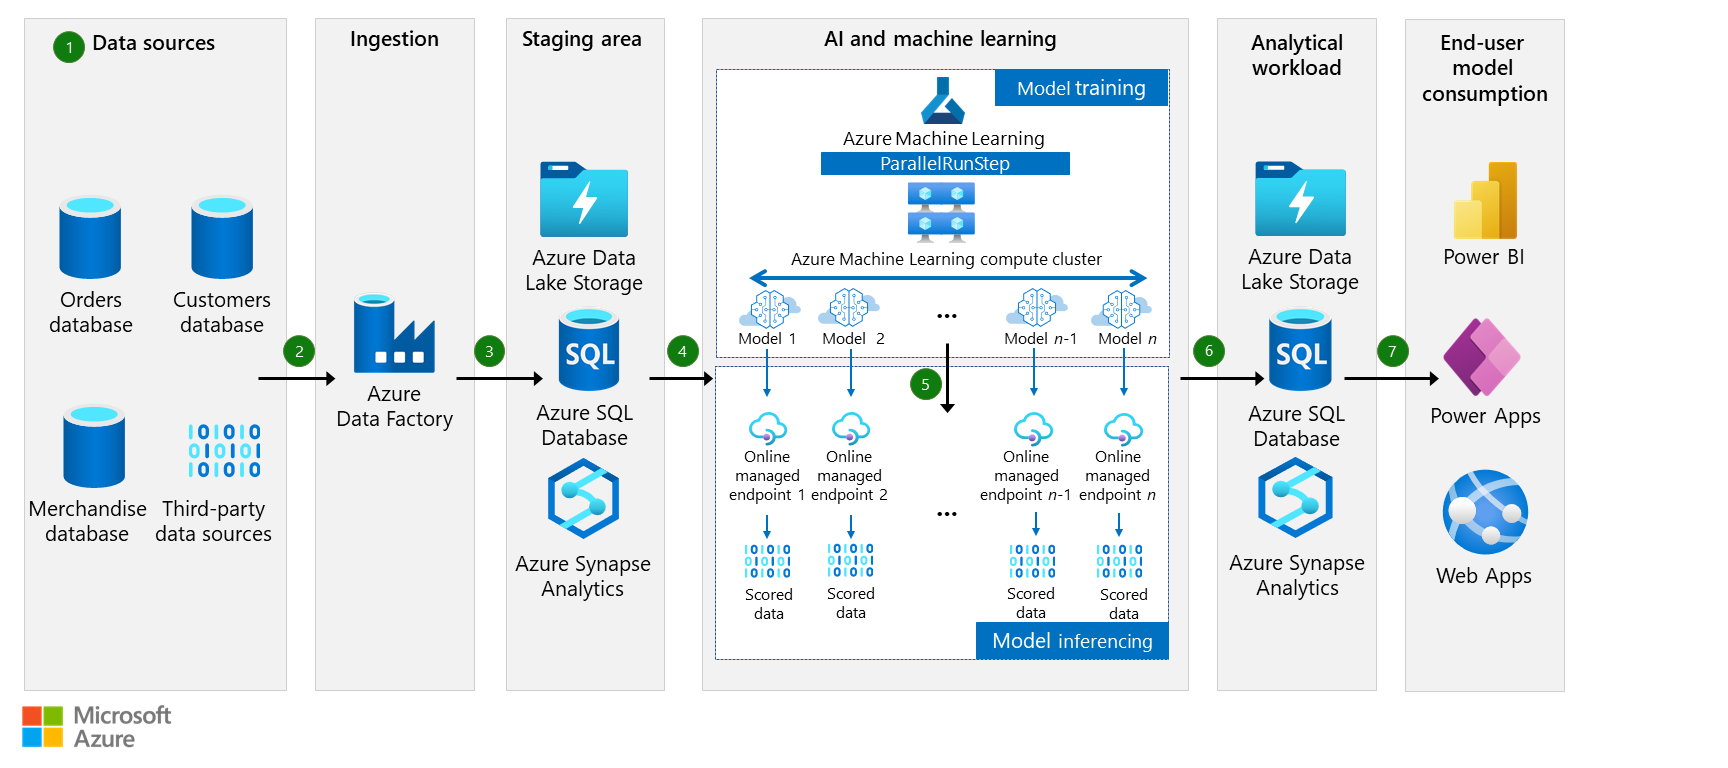 1
Data sources
Orders
database
Customers
database
Merchandise
database
Third-party
data sources
2
Ingestion
Azure
Data Factory
3
Staging area
Azure Data
Lake Storage
SQL
Azure SQL
Database
Azure Synapse
Analytics
4
AI and machine learning
Model training
Azure Machine Learning
ParallelRunStep
Azure Machine Learning compute cluster
...
Model 1
Model 2
Model n-1
Model n
5
Online
managed
endpoint 1
Online
managed
endpoint 2
Online
managed
endpoint n-1
Online
managed
endpoint n
...
Scored
data
Scored
data
Scored
data
Scored
data
Model inferencing
6
Analytical
workload
Azure Data
Lake Storage
SQL
Azure SQL
Database
Azure Synapse
Analytics
7
End-user
model
consumption
Power BI
Power Apps
Web Apps
Microsoft
Azure